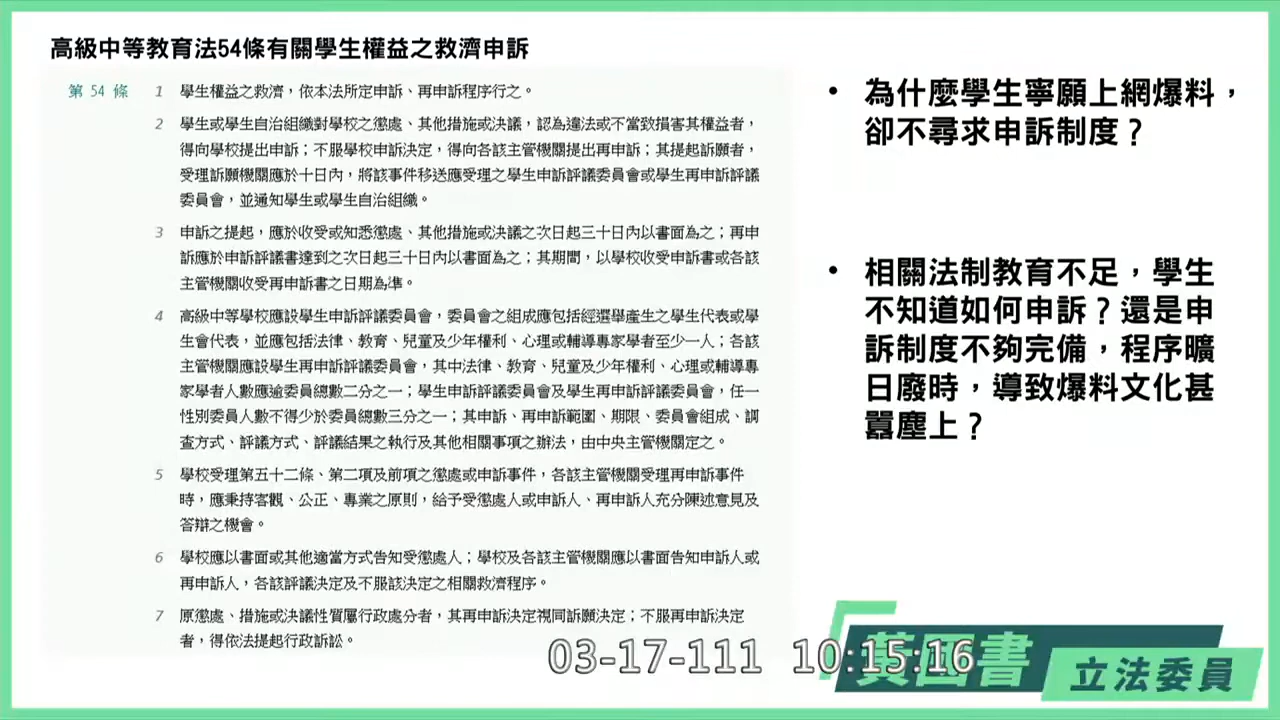 高級中等教育法54條有關學生權益之救濟申訴
第 54 條
1 學生權益之救濟，依本法所定申訴、再申訴程序行之。
2 學生或學生自治組織對學校之懲處、其他措施或決議，認為違法或不當致損害其權益者，
得向學校提出申訴；不服學校申訴決定，得向各該主管機關提出再申訴；其提起訴願者，
受理訴願機關應於十日內，將該事件移送應受理之學生申訴評議委員會或學生再申訴評議
委員會，並通知學生或學生自治組織。
3 申訴之提起，應於收受或知悉懲處、其他措施或決議之次日起三十日內以書面為之；再申
訴應於申訴評議書達到之次日起三十日內以書面為之；其期間，以學校收受申訴書或各該
主管機關收受再申訴書之日期為準。
4 高級中等學校應設學生申訴評議委員會，委員會之組成應包括經選舉產生之學生代表或學
生會代表，並應包括法律、教育、兒童及少年權利、心理或輔導專家學者至少一人；各該
主管機關應設學生再申訴評議委員會，其中法律、教育、兒童及少年權利、心理或輔導專
家學者人數應逾委員總數二分之一；學生申訴評議委員會及學生再申訴評議委員會，任一
性別委員人數不得少於委員總數三分之一；其申訴、再申訴範圍、期限、委員會組成、調
查方式、評議方式、評議結果之執行及其他相關事項之辦法，由中央主管機關定之。
5 學校受理第五十二條、第二項及前項之懲處或申訴事件，各該主管機關受理再申訴事件
時，應秉持客觀、公正、專業之原則，給予受懲處人或申訴人、再申訴人充分陳述意見及
答辯之機會。
6 學校應以書面或其他適當方式告知受懲處人；學校及各該主管機關應以書面告知申訴人或
再申訴人，各該評議決定及不服該決定之相關救濟程序。
7 原懲處、措施或決議性質屬行政處分者，其再申訴決定視同訴願決定；不服再申訴決定
者，得依法提起行政訴訟。
• 為什麼學生寧願上網爆料，
卻不尋求申訴制度？
• 相關法制教育不足，學生
不知道如何申訴？還是申
訴制度不夠完備，程序曠
日廢時，導致爆料文化甚
囂塵上？
黃國書
立法委員
03-17-111 10:15:16